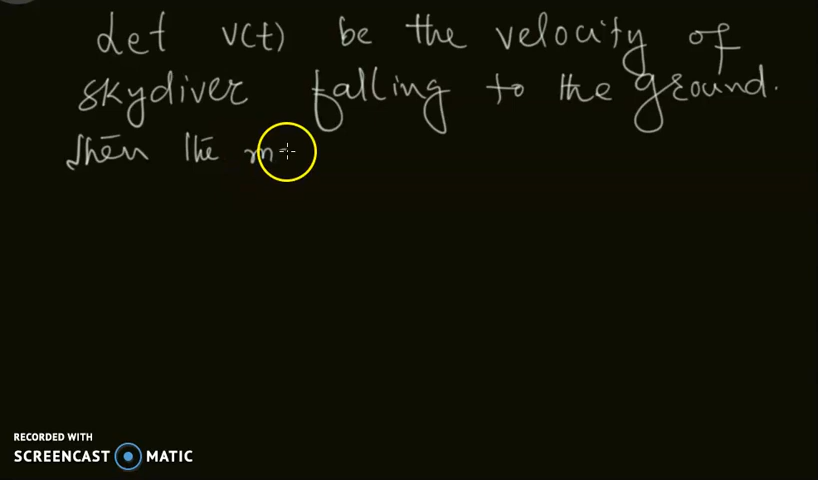 Let v(t) be the velocity of
skydiver falling to the ground.
Then the m
RECORDED WITH
SCREENCAST MATIC